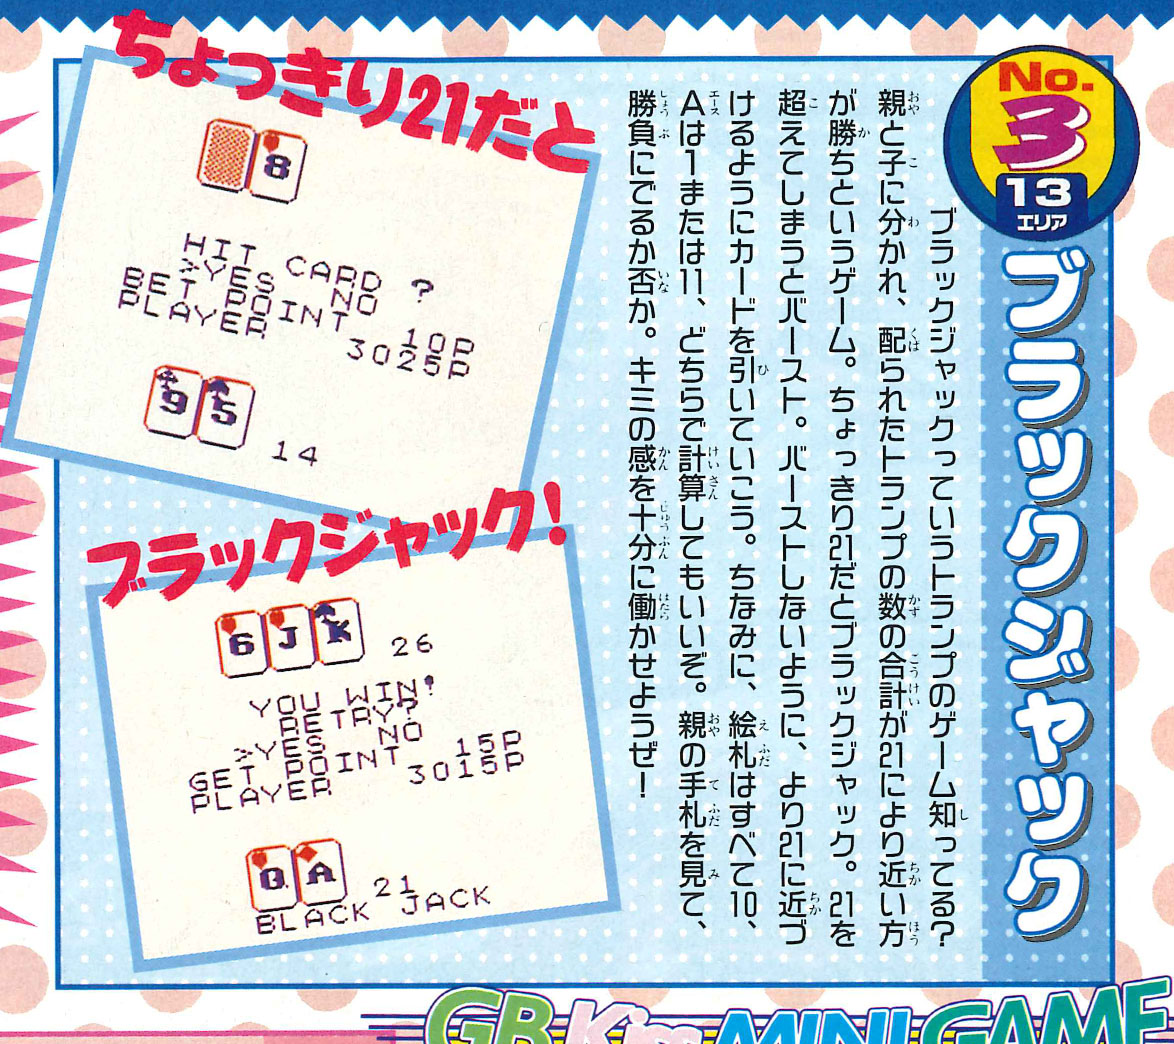 No.
3
13
エリア
ブラックジャック
ブラックジャックっていうトランプのゲーム知ってる?
親と子に分かれ、配られたトランプの数の合計が21により近い方
が勝ちというゲーム。ちょっきり21だとブラックジャック。21を
超えてしまうとバースト。バーストしないように、より21に近づ
けるようにカードを引いていこう。ちなみに、絵札はすべて10、
Aは1または11、どちらで計算してもいいぞ。親の手札を見て、
勝負にでるか否か。キミの感を十分に働かせようぜ!
ちょっきり21だと
8
HIT CARD ?
>YES NO
BET POINT 10P
PLAYER 3025P
9 5 14
ブラックジャック!
6 J K 26
YOU WIN!
RETRY?
>YES NO
GET POINT 15P
PLAYER 3015P
Q A 21
BLACK JACK
GB Kiss MINI GAME